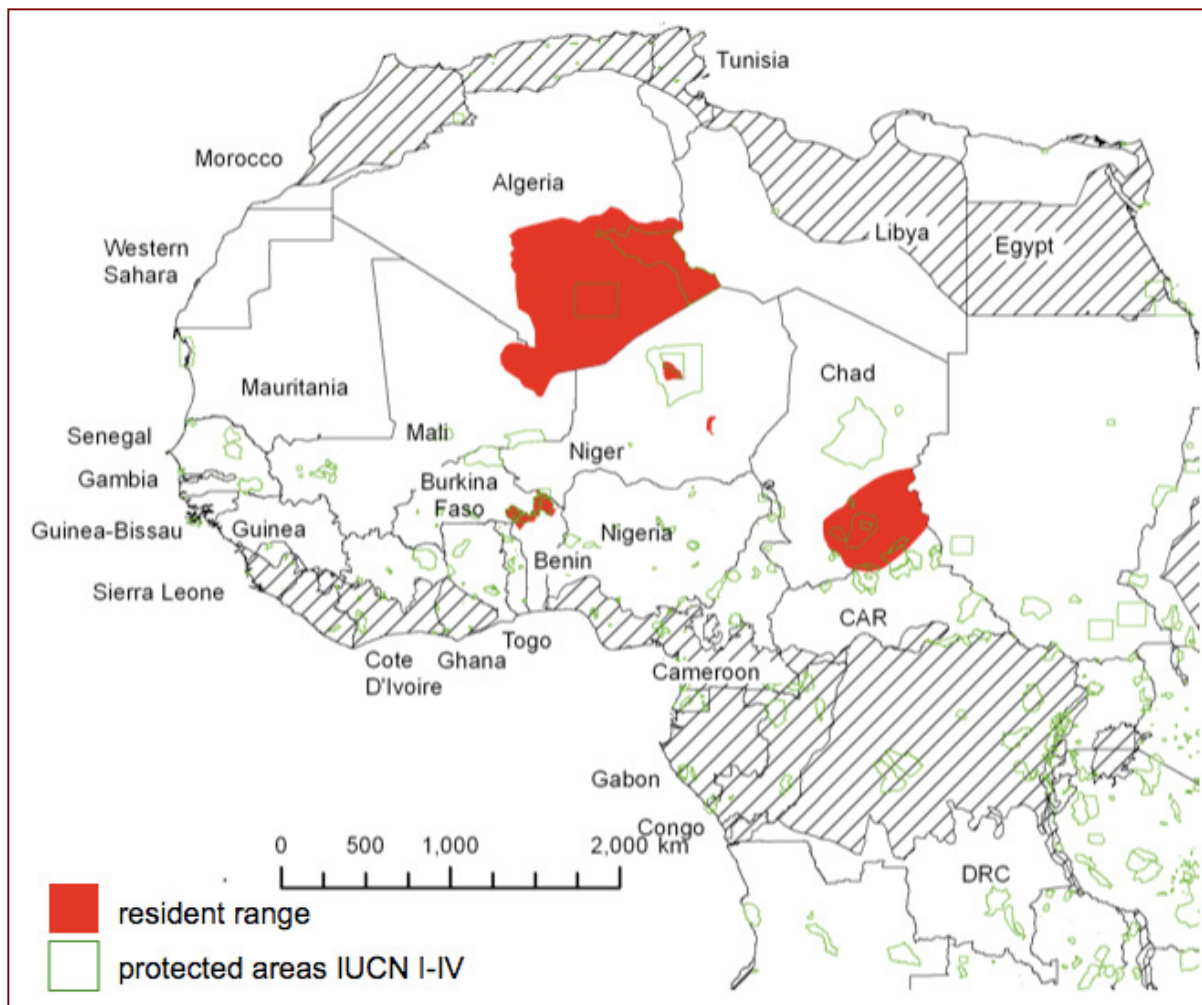 Tunisia
Morocco
Algeria
Western
Sahara
Libya
Egypt
Mauritania
Chad
Senegal
Mali
Niger
Gambia
Burkina
Faso
Guinea-Bissau
Guinea
Nigeria
Benin
Sierra Leone
CAR
Togo
Cote
D'Ivoire
Ghana
Cameroon
Gabon
Congo
0 500 1,000 2,000 km
DRC
resident range
protected areas IUCN I-IV